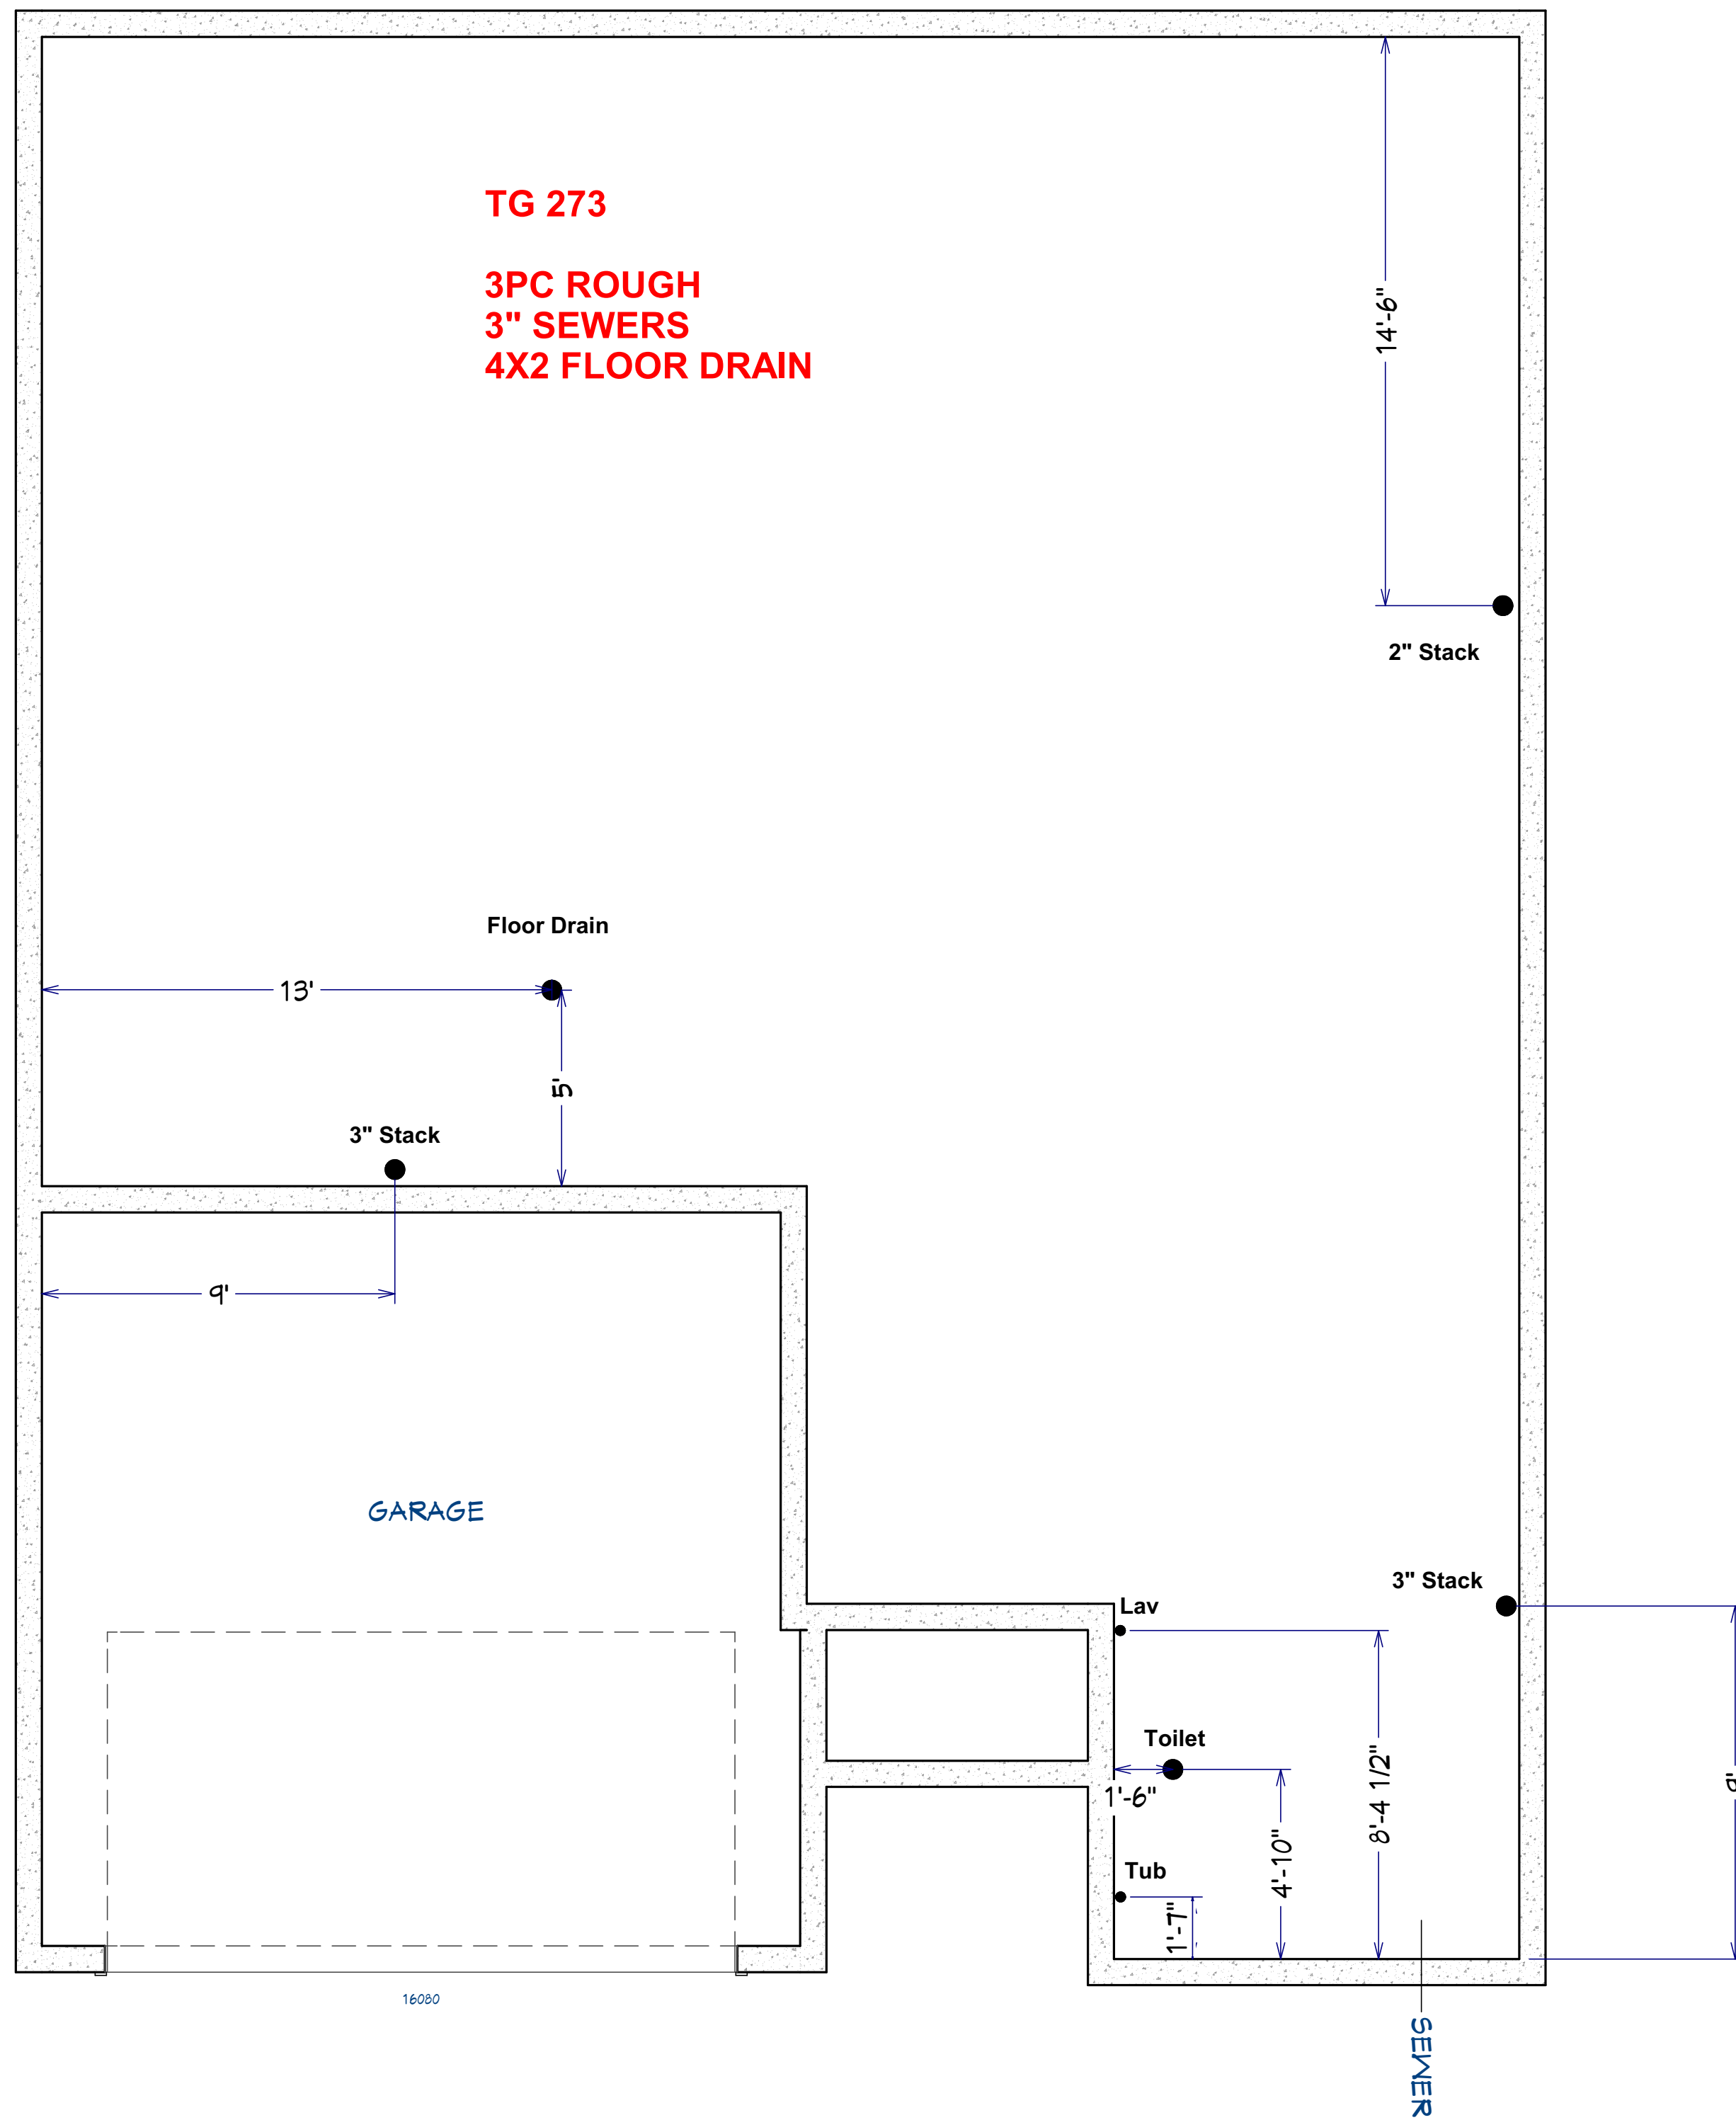 TG 273
3PC ROUGH
3" SEWERS
4X2 FLOOR DRAIN
14'-6"
2" Stack
Floor Drain
13'
5'
3" Stack
9'
GARAGE
3" Stack
Lav
Toilet
1'-6"
8'-4 1/2"
9'
4'-10"
Tub
1'-7"
16080
SEWER